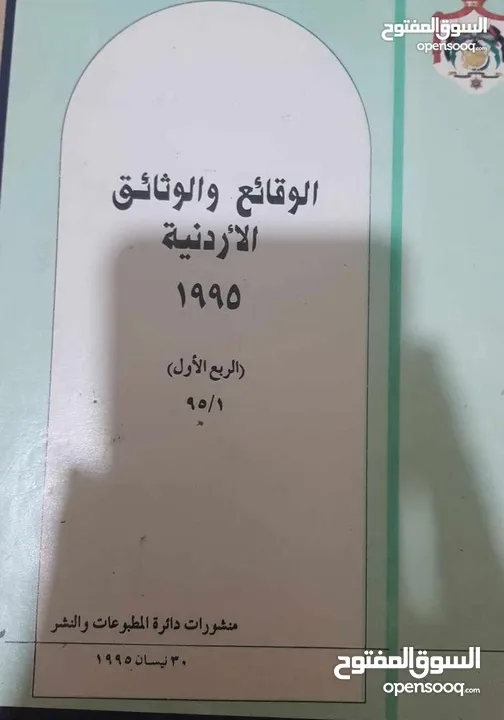 السوق المفتوح
opensooq.com
الوقائع والوثائق
الأردنية
١٩٩٥
(الربع الأول)
٩٥/١
منشورات دائرة المطبوعات والنشر
٣٠ نيسان ١٩٩٥
السوق المفتوح
opensooq.com